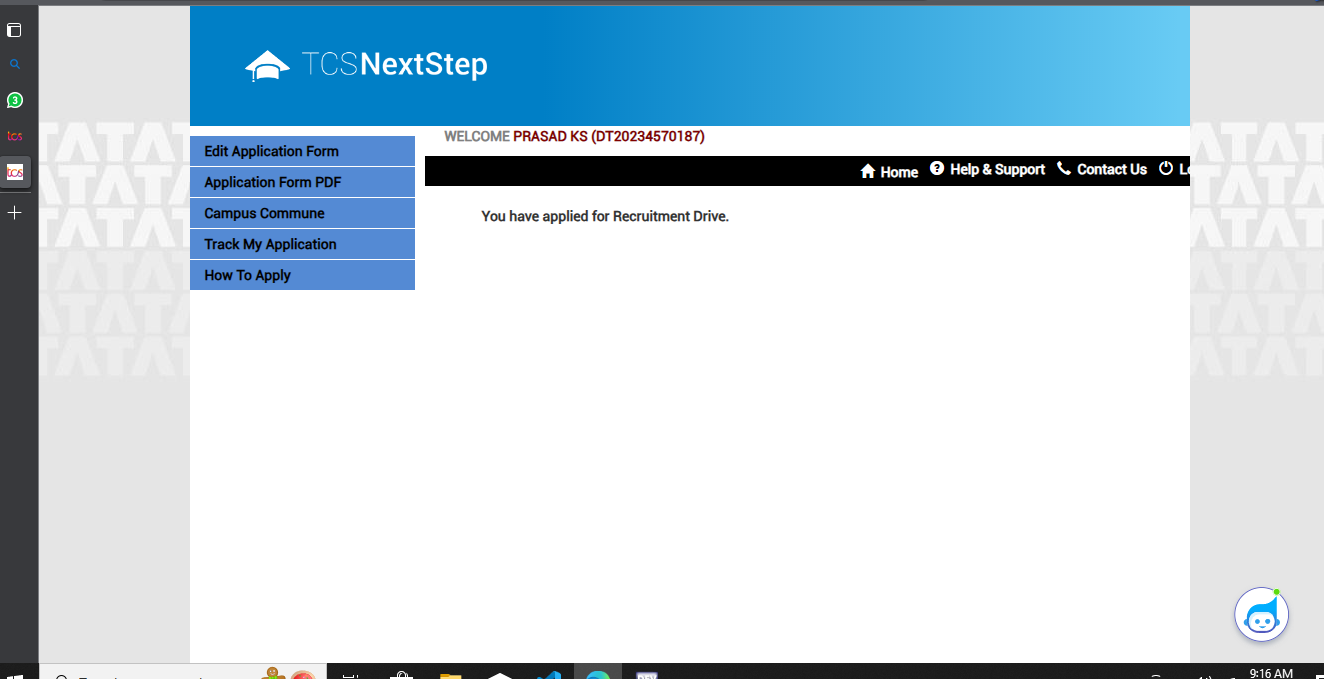 TCSNextStep
WELCOME PRASAD KS (DT20234570187)
Home Help & Support Contact Us
Edit Application Form
Application Form PDF
Campus Commune
Track My Application
How To Apply
You have applied for Recruitment Drive.
3
tcs
tcs
9:16 AM